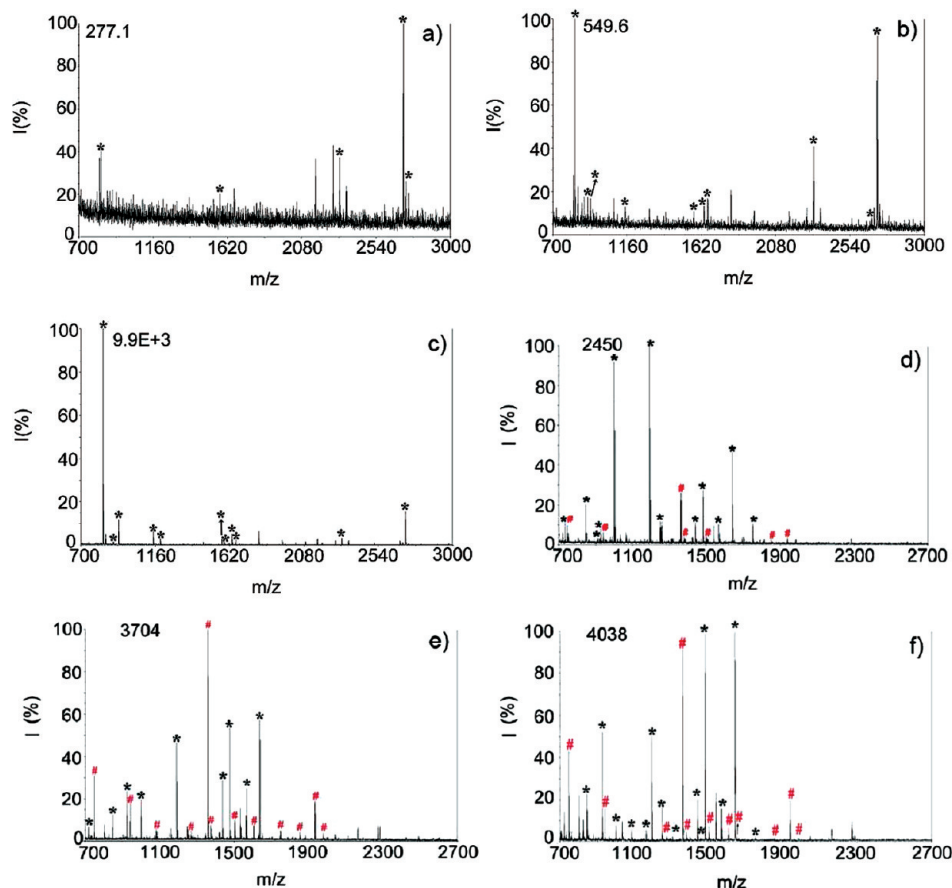 a)
277.1
I(%)
100
80
60
40
20
0
700 1160 1620 2080 2540 3000
m/z
* * * * *
b)
549.6
I(%)
100
80
60
40
20
0
700 1160 1620 2080 2540 3000
m/z
* * * * * * * * *
c)
9.9E+3
I(%)
100
80
60
40
20
0
700 1160 1620 2080 2540 3000
m/z
* * * * * * * * * * *
d)
2450
I (%)
100
80
60
40
20
0
700 1100 1500 1900 2300 2700
m/z
* # * * * # * * # # * * * * # * # #
e)
3704
I (%)
100
80
60
40
20
0
700 1100 1500 1900 2300 2700
m/z
* # * * # * # * # # # * * # * # * # # # #
f)
4038
I (%)
100
80
60
40
20
0
700 1100 1500 1900 2300 2700
m/z
# * * # * * * * * # * # # * * * # * # * # * # # #